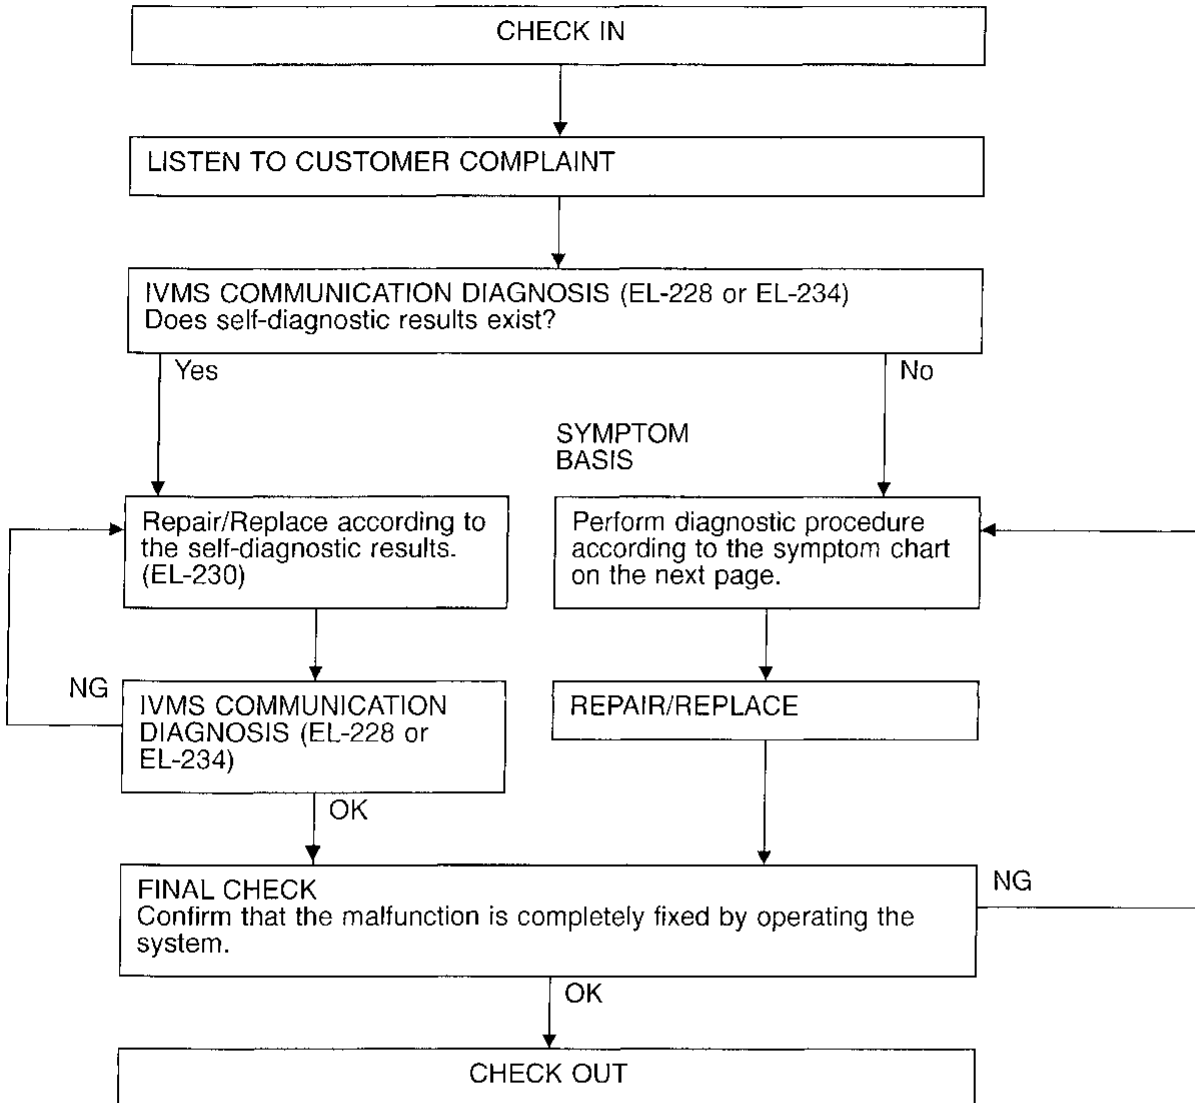 CHECK IN
LISTEN TO CUSTOMER COMPLAINT
IVMS COMMUNICATION DIAGNOSIS (EL-228 or EL-234)
Does self-diagnostic results exist?
Yes
No
SYMPTOM
BASIS
Repair/Replace according to
the self-diagnostic results.
(EL-230)
Perform diagnostic procedure
according to the symptom chart
on the next page.
NG
IVMS COMMUNICATION
DIAGNOSIS (EL-228 or
EL-234)
REPAIR/REPLACE
OK
FINAL CHECK
Confirm that the malfunction is completely fixed by operating the
system.
NG
OK
CHECK OUT